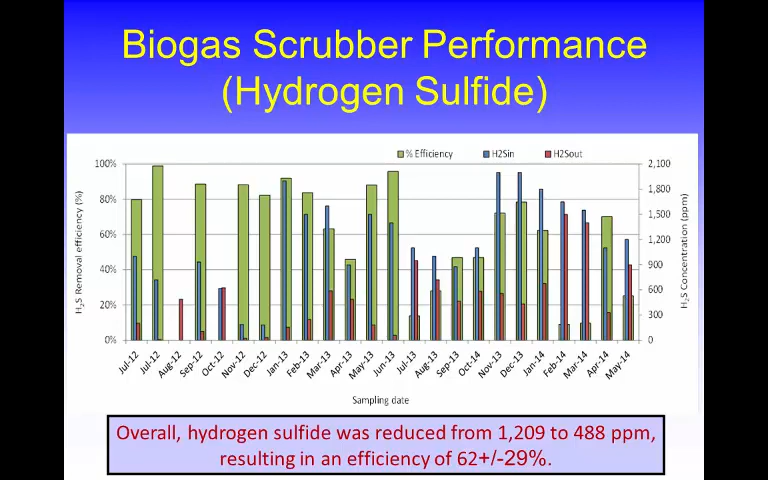 Biogas Scrubber Performance
(Hydrogen Sulfide)
% Efficiency H2Sin H2Sout
100% 80% 60% 40% 20% 0%
H2S Removal efficiency (%)
2,100 1,800 1,500 1,200 900 600 300 0
H2S Concentration (ppm)
Jul-12 Jul-12 Aug-12 Sep-12 Oct-12 Nov-12 Dec-12 Jan-13 Feb-13 Mar-13 Apr-13 May-13 Jun-13 Jul-13 Aug-13 Sep-13 Oct-14 Nov-13 Dec-13 Jan-14 Feb-14 Mar-14 Apr-14 May-14
Sampling date
Overall, hydrogen sulfide was reduced from 1,209 to 488 ppm,
resulting in an efficiency of 62+/-29%.